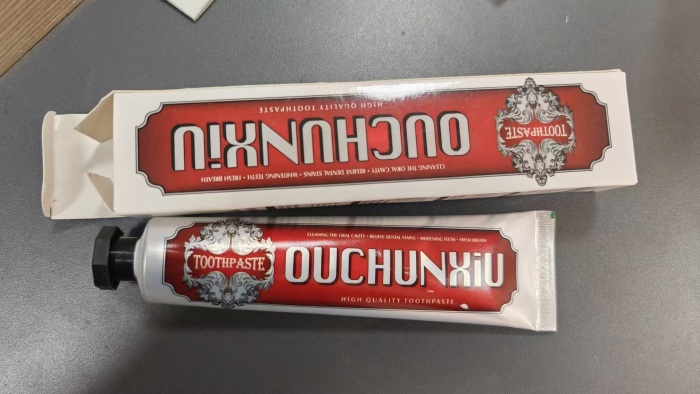 HIGH QUALITY TOOTHPASTE
OUCHUNXiU
TOOTHPASTE
CLEANING THE ORAL CAVITY • RELIEVE DENTAL STAINS • WHITENING TEETH • FRESH BREATH
CLEANING THE ORAL CAVITY • RELIEVE DENTAL STAINS • WHITENING TEETH • FRESH BREATH
TOOTHPASTE
OUCHUNXiU
HIGH QUALITY TOOTHPASTE